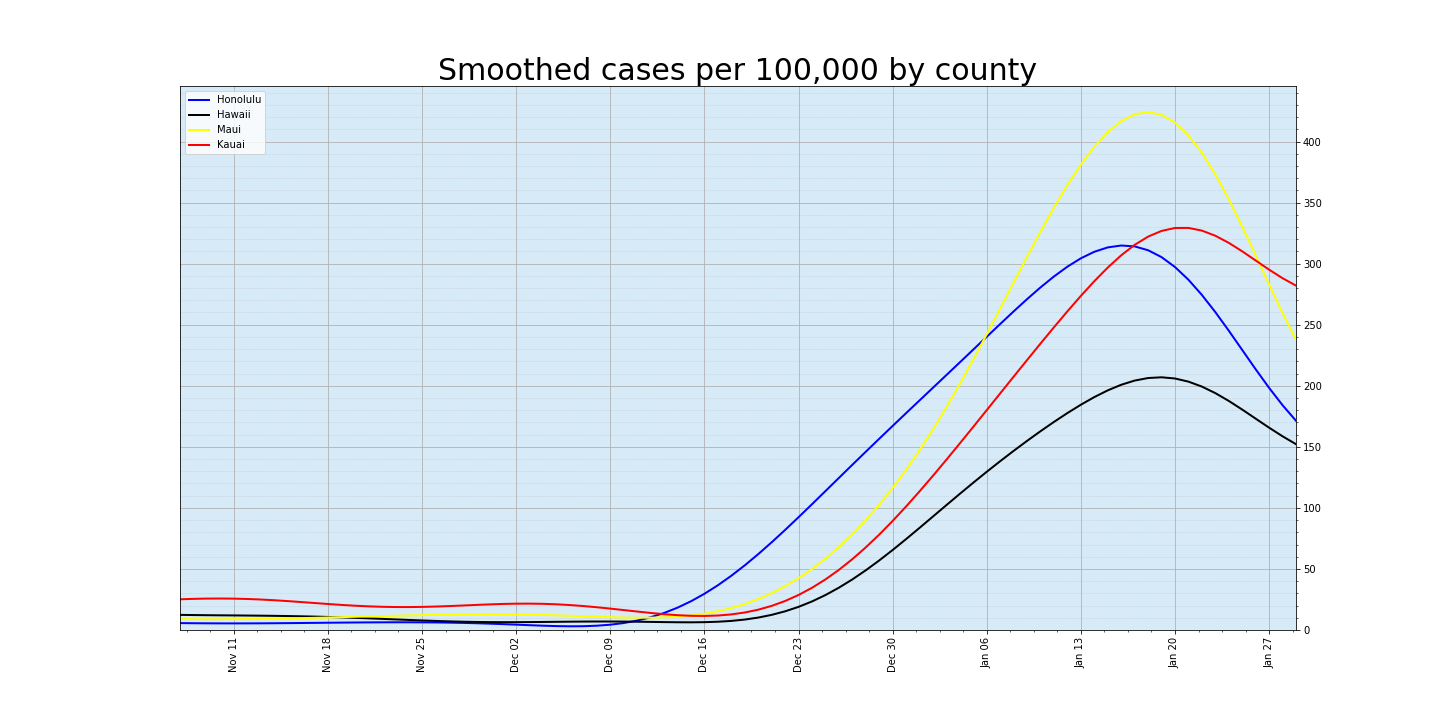 Smoothed cases per 100,000 by county
Honolulu
Hawaii
Maui
Kauai
400
350
300
250
200
150
100
50
0
Nov 11
Nov 18
Nov 25
Dec 02
Dec 09
Dec 16
Dec 23
Dec 30
Jan 06
Jan 13
Jan 20
Jan 27